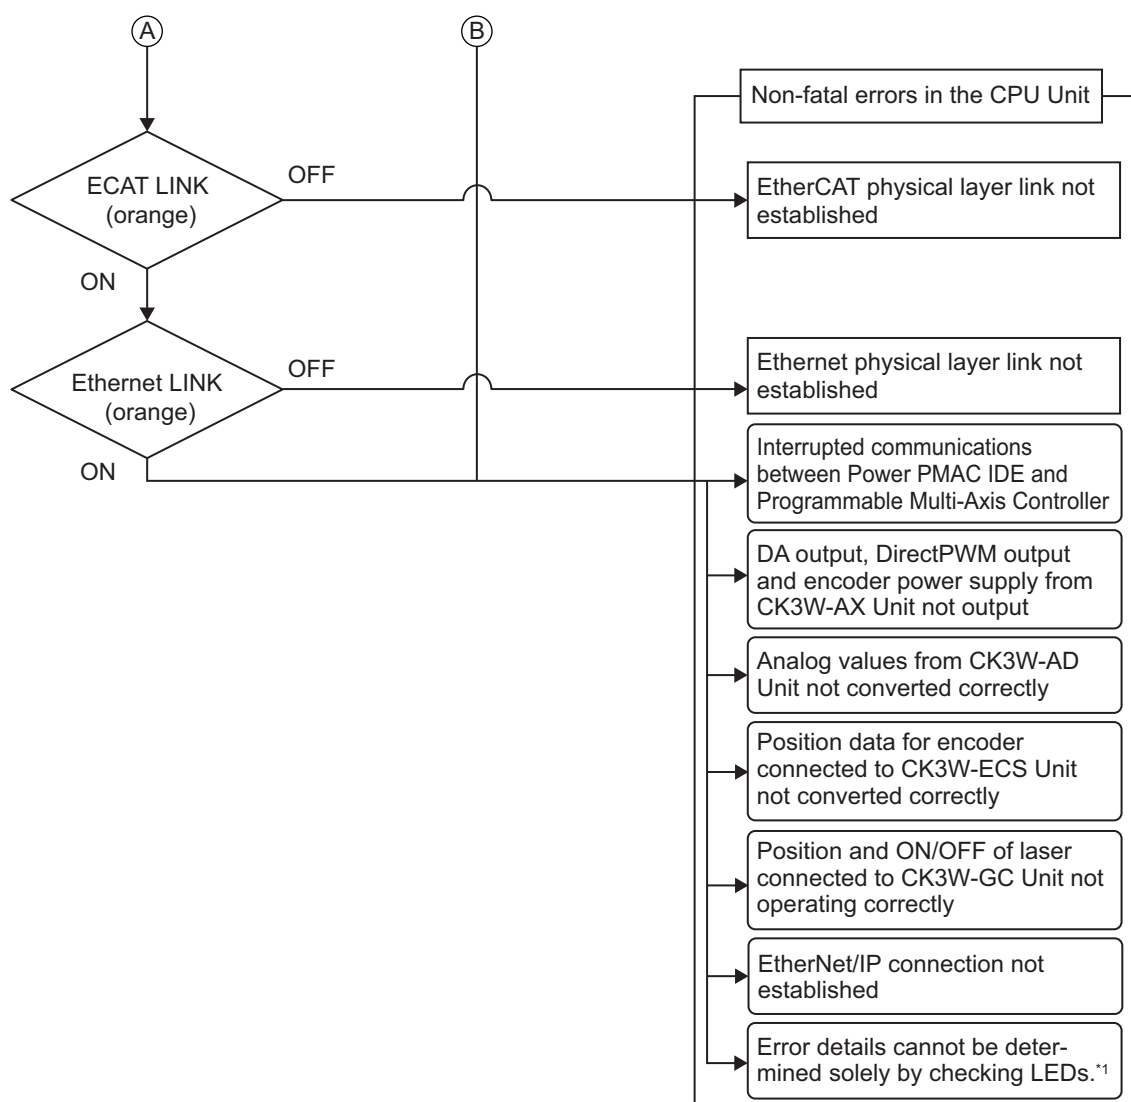 A
B
Non-fatal errors in the CPU Unit
ECAT LINK
(orange)
OFF
EtherCAT physical layer link not
established
ON
Ethernet LINK
(orange)
OFF
Ethernet physical layer link not
established
ON
Interrupted communications
between Power PMAC IDE and
Programmable Multi-Axis Controller
DA output, DirectPWM output
and encoder power supply from
CK3W-AX Unit not output
Analog values from CK3W-AD
Unit not converted correctly
Position data for encoder
connected to CK3W-ECS Unit
not converted correctly
Position and ON/OFF of laser
connected to CK3W-GC Unit not
operating correctly
EtherNet/IP connection not
established
Error details cannot be deter-
mined solely by checking LEDs.*1